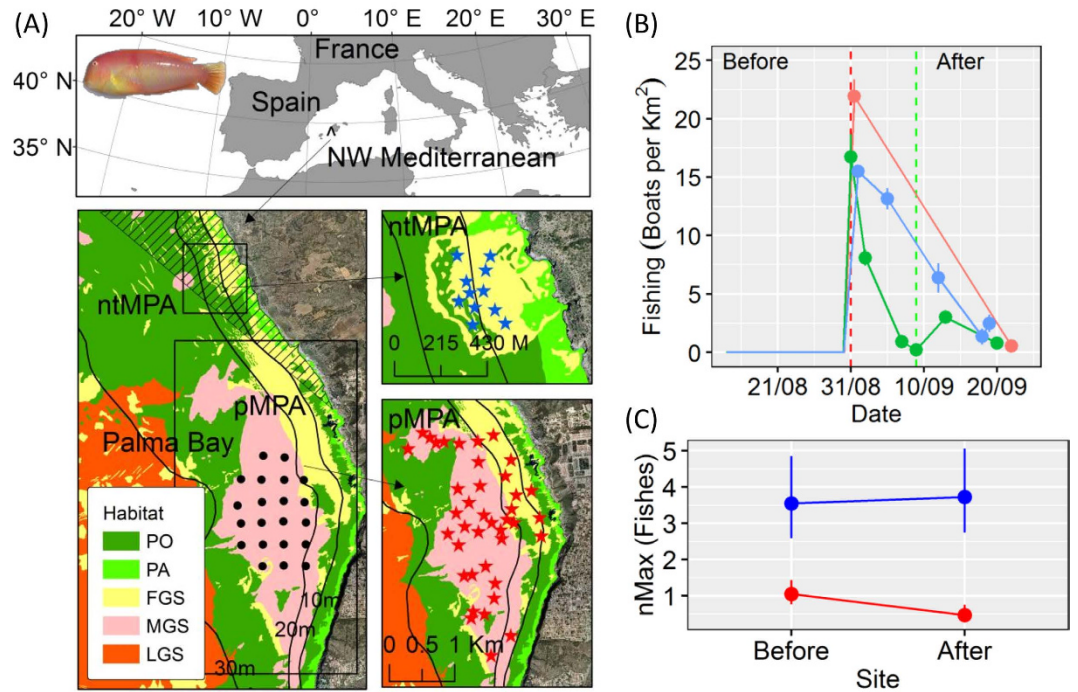 (A)
20° W
10° W
0°
10° E
20° E
30° E
40° N
35° N
France
Spain
^
NW Mediterranean
ntMPA
pMPA
Palma Bay
10m
20m
30m
Habitat
PO
PA
FGS
MGS
LGS
ntMPA
0 215 430 M
pMPA
0 0.5 1 Km
(B)
Before
After
Fishing (Boats per Km²)
25
20
15
10
5
0
21/08
31/08
10/09
20/09
Date
(C)
nMax (Fishes)
5
4
3
2
1
Before
After
Site